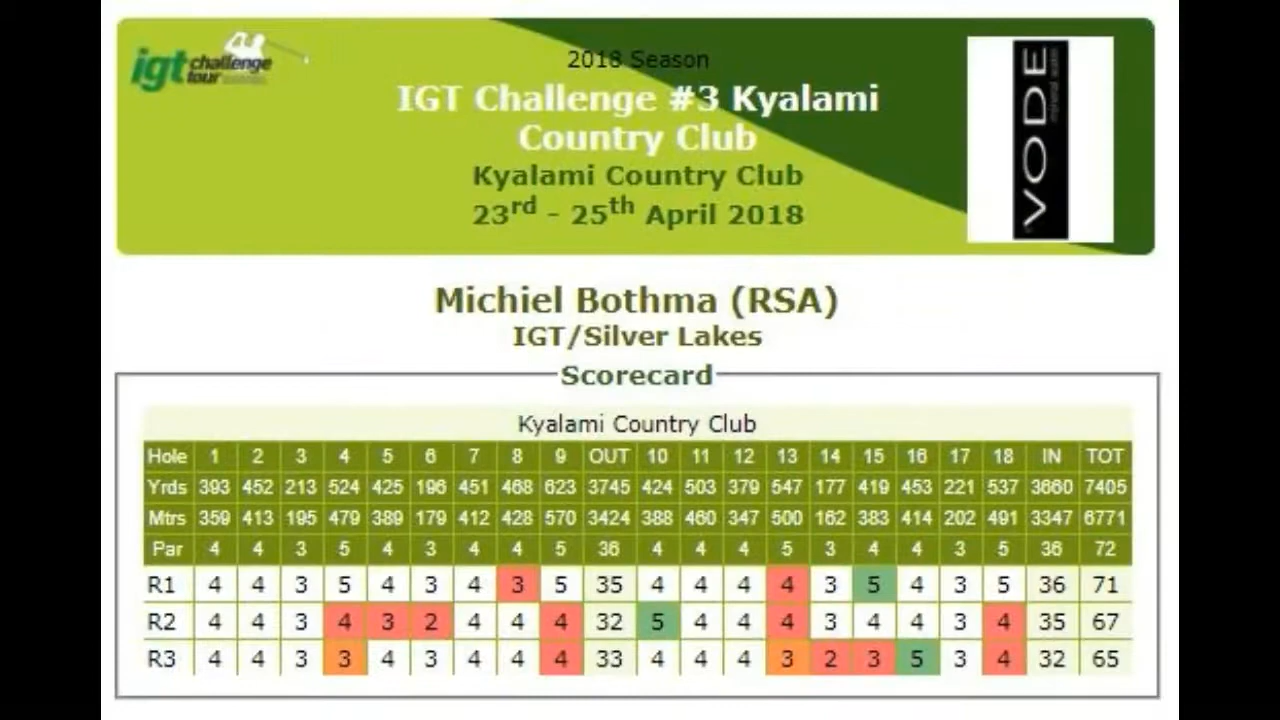 igt challenge tour
2018 Season
IGT Challenge #3 Kyalami
Country Club
Kyalami Country Club
23rd - 25th April 2018
VODE
Michiel Bothma (RSA)
IGT/Silver Lakes
Scorecard
Kyalami Country Club
Hole 1 2 3 4 5 6 7 8 9 OUT 10 11 12 13 14 15 16 17 18 IN TOT
Yrds 393 452 213 524 425 196 451 468 623 3745 424 503 379 547 177 419 453 221 537 3660 7405
Mtrs 359 413 195 479 389 179 412 428 570 3424 388 460 347 500 162 383 414 202 491 3347 6771
Par 4 4 3 5 4 3 4 4 5 36 4 4 4 5 3 4 4 3 5 36 72
R1 4 4 3 5 4 3 4 3 5 35 4 4 4 4 3 5 4 3 5 36 71
R2 4 4 3 4 3 2 4 4 4 32 5 4 4 4 3 4 4 3 4 35 67
R3 4 4 3 3 4 3 4 4 4 33 4 4 4 3 2 3 5 3 4 32 65